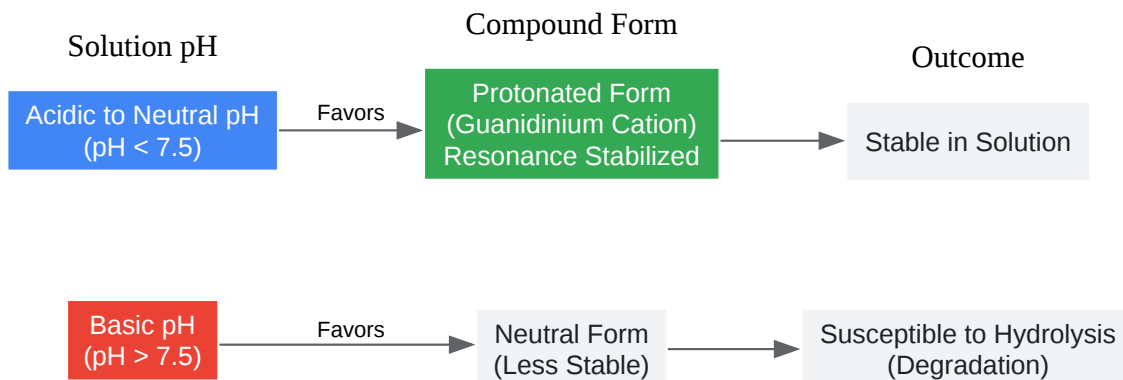 Solution pH
Compound Form
Outcome
Acidic to Neutral pH
(pH < 7.5)
Favors
Protonated Form
(Guanidinium Cation)
Resonance Stabilized
Stable in Solution
Basic pH
(pH > 7.5)
Favors
Neutral Form
(Less Stable)
Susceptible to Hydrolysis
(Degradation)